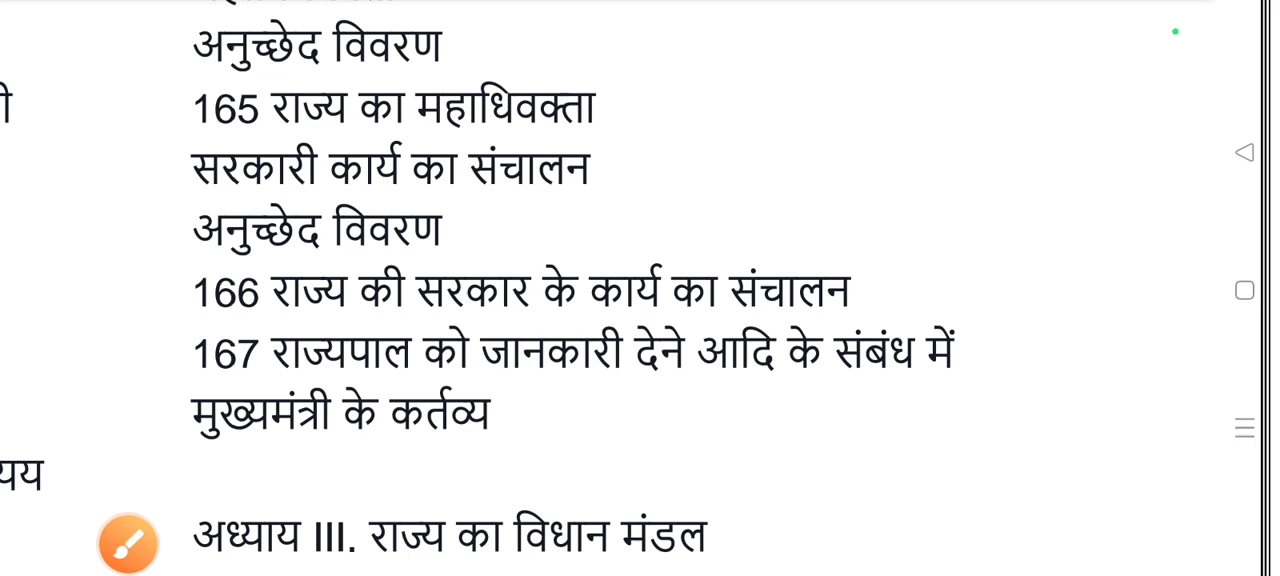 अनुच्छेद विवरण
165 राज्य का महाधिवक्ता
सरकारी कार्य का संचालन
अनुच्छेद विवरण
166 राज्य की सरकार के कार्य का संचालन
167 राज्यपाल को जानकारी देने आदि के संबंध में
मुख्यमंत्री के कर्तव्य
अध्याय III. राज्य का विधान मंडल